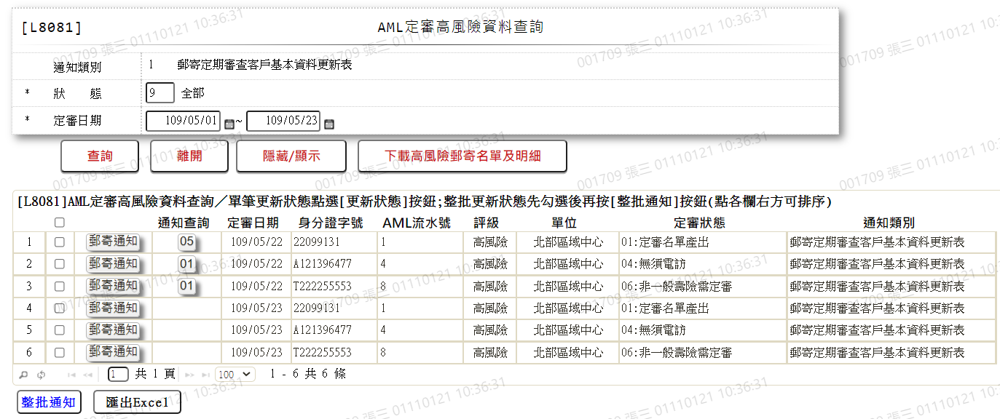 [L8081] AML定審高風險資料查詢
通知類別 1 郵寄定期審查客戶基本資料更新表
* 狀 態 9 全部
* 定審日期 109/05/01 ~ 109/05/23
查詢 離開 隱藏/顯示 下載高風險郵寄名單及明細
[L8081]AML定審高風險資料查詢／單筆更新狀態點選[更新狀態]按鈕;整批更新狀態先勾選後再按[整批通知]按鈕(點各欄右方可排序)
通知查詢 定審日期 身分證字號 AML流水號 評級 單位 定審狀態 通知類別
1 郵寄通知 05 109/05/22 22099131 1 高風險 北部區域中心 01:定審名單產出 郵寄定期審查客戶基本資料更新表
2 郵寄通知 01 109/05/22 A121396477 4 高風險 北部區域中心 04:無須電訪 郵寄定期審查客戶基本資料更新表
3 郵寄通知 01 109/05/22 T222255553 8 高風險 北部區域中心 06:非一般壽險需定審 郵寄定期審查客戶基本資料更新表
4 郵寄通知 109/05/23 22099131 1 高風險 北部區域中心 01:定審名單產出 郵寄定期審查客戶基本資料更新表
5 郵寄通知 109/05/23 A121396477 4 高風險 北部區域中心 04:無須電訪 郵寄定期審查客戶基本資料更新表
6 郵寄通知 109/05/23 T222255553 8 高風險 北部區域中心 06:非一般壽險需定審 郵寄定期審查客戶基本資料更新表
1 共 1 頁 100 1 - 6 共 6 條
整批通知 匯出Excel
001709 張三 01110121 10:36:31